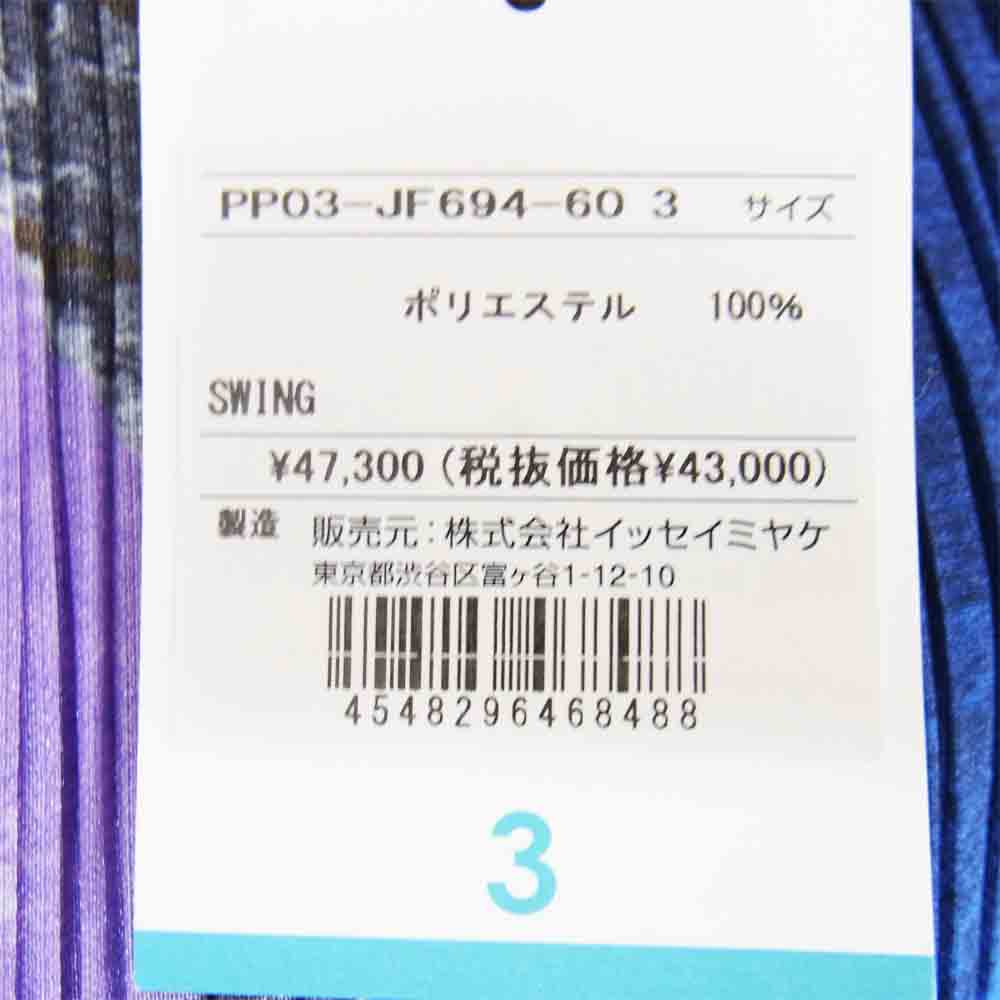 PP03-JF694-60 3 サイズ
ポリエステル 100%
SWING
¥47,300 (税抜価格¥43,000)
製造 販売元:株式会社イッセイミヤケ
東京都渋谷区富ヶ谷1-12-10
4548296468488
3